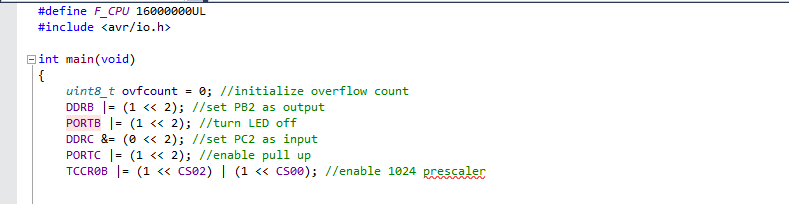 #define F_CPU 16000000UL
#include <avr/io.h>
int main(void)
{
uint8_t ovfcount = 0; //initialize overflow count
DDRB |= (1 << 2); //set PB2 as output
PORTB |= (1 << 2); //turn LED off
DDRC &= (0 << 2); //set PC2 as input
PORTC |= (1 << 2); //enable pull up
TCCR0B |= (1 << CS02) | (1 << CS00); //enable 1024 prescaler